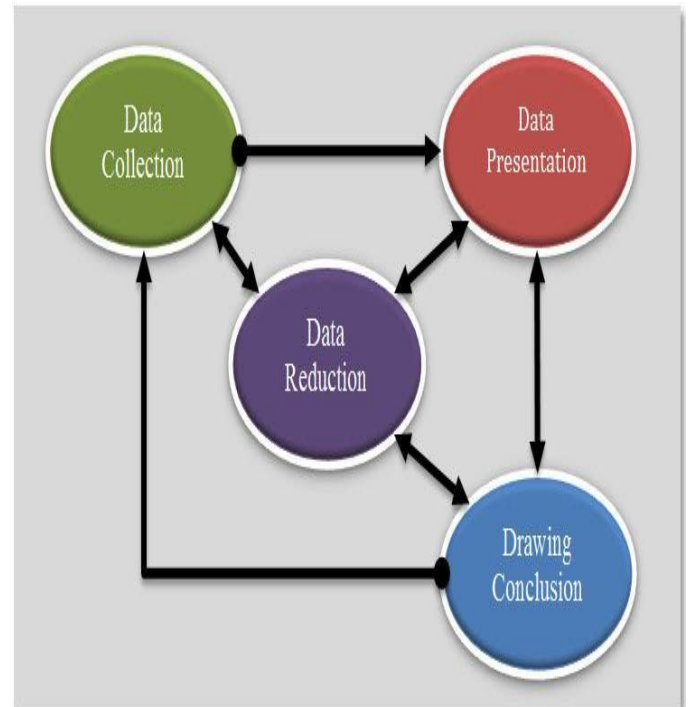 Data
Collection
Data
Presentation
Data
Reduction
Drawing
Conclusion